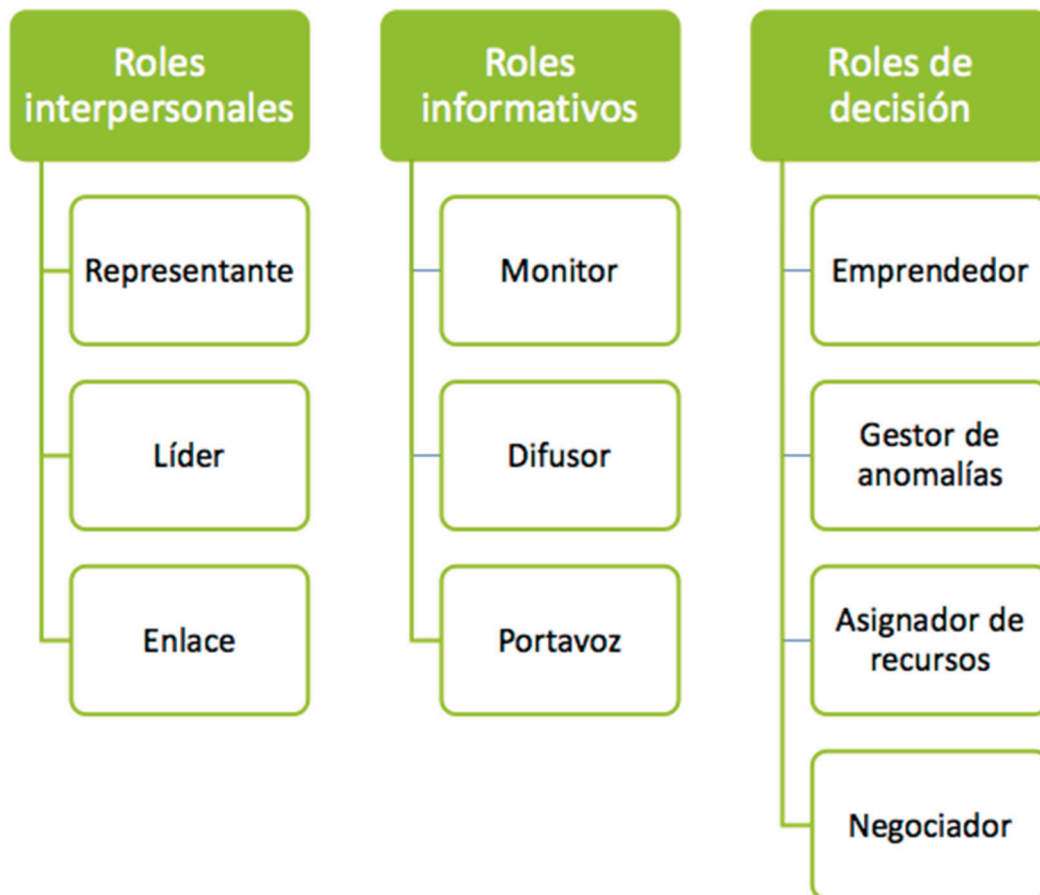 Roles
interpersonales
Representante
Líder
Enlace
Roles
informativos
Monitor
Difusor
Portavoz
Roles de
decisión
Emprendedor
Gestor de
anomalías
Asignador de
recursos
Negociador